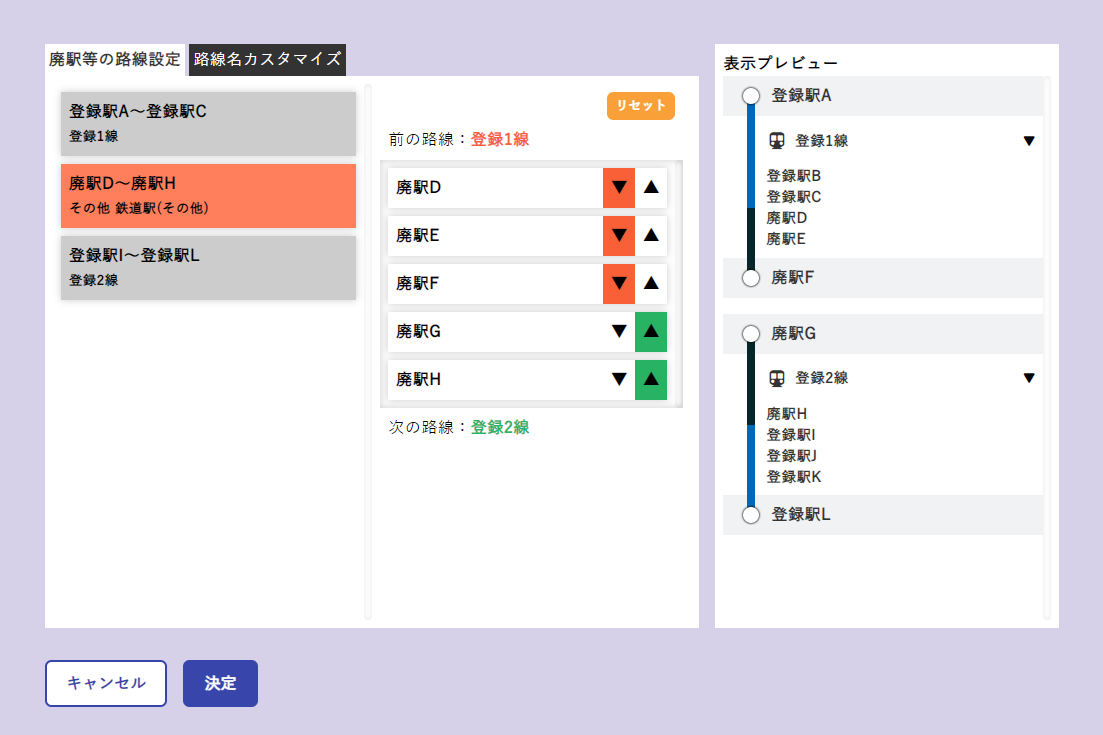 廃駅等の路線設定
路線名カスタマイズ
登録駅A～登録駅C
登録1線
廃駅D～廃駅H
その他 鉄道駅(その他)
登録駅I～登録駅L
登録2線
リセット
前の路線：登録1線
廃駅D ▼ ▲
廃駅E ▼ ▲
廃駅F ▼ ▲
廃駅G ▼ ▲
廃駅H ▼ ▲
次の路線：登録2線
表示プレビュー
登録駅A
登録1線 ▼
登録駅B
登録駅C
廃駅D
廃駅E
廃駅F
廃駅G
登録2線 ▼
廃駅H
登録駅I
登録駅J
登録駅K
登録駅L
キャンセル
決定